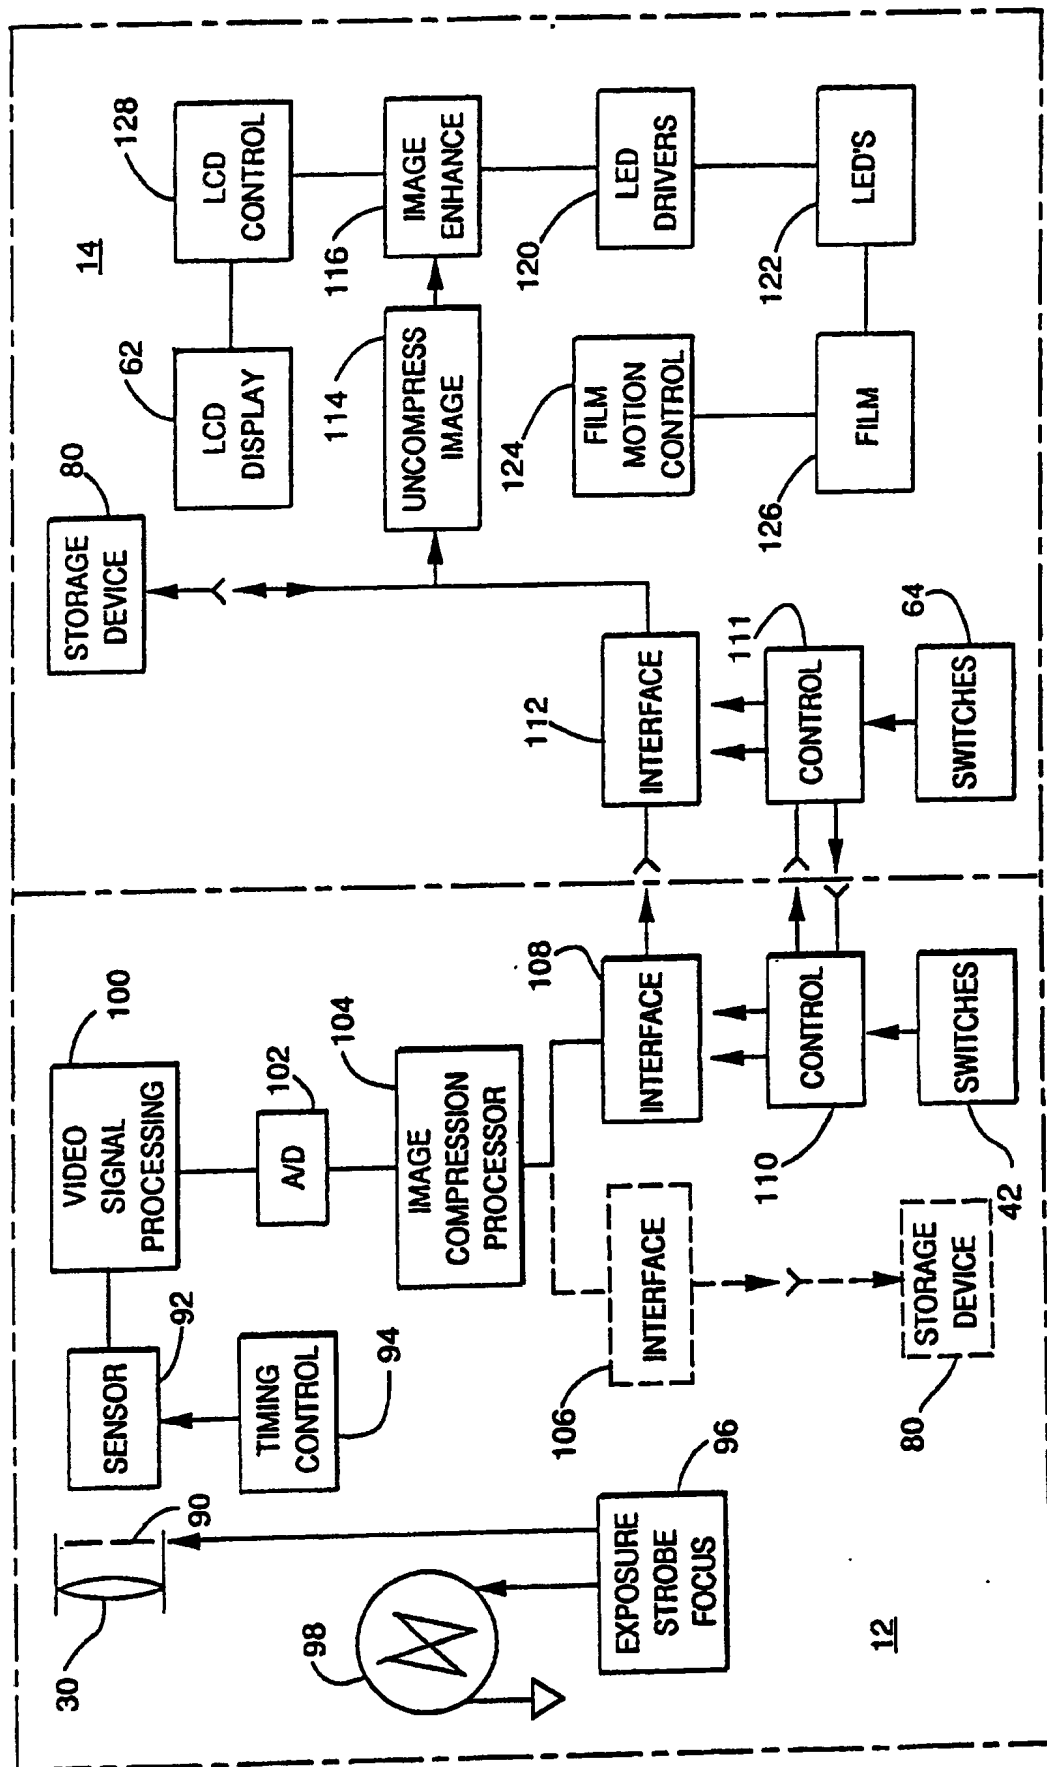 30
90
SENSOR
92
TIMING
CONTROL
94
VIDEO
SIGNAL
PROCESSING
100
A/D
102
IMAGE
COMPRESSION
PROCESSOR
104
98
EXPOSURE
STROBE
FOCUS
96
INTERFACE
106
STORAGE
DEVICE
80
INTERFACE
108
CONTROL
110
SWITCHES
42
12
STORAGE
DEVICE
80
LCD
DISPLAY
62
LCD
CONTROL
128
14
UNCOMPRESS
IMAGE
114
IMAGE
ENHANCE
116
INTERFACE
112
FILM
MOTION
CONTROL
124
LED
DRIVERS
120
CONTROL
111
SWITCHES
64
FILM
126
LED'S
122